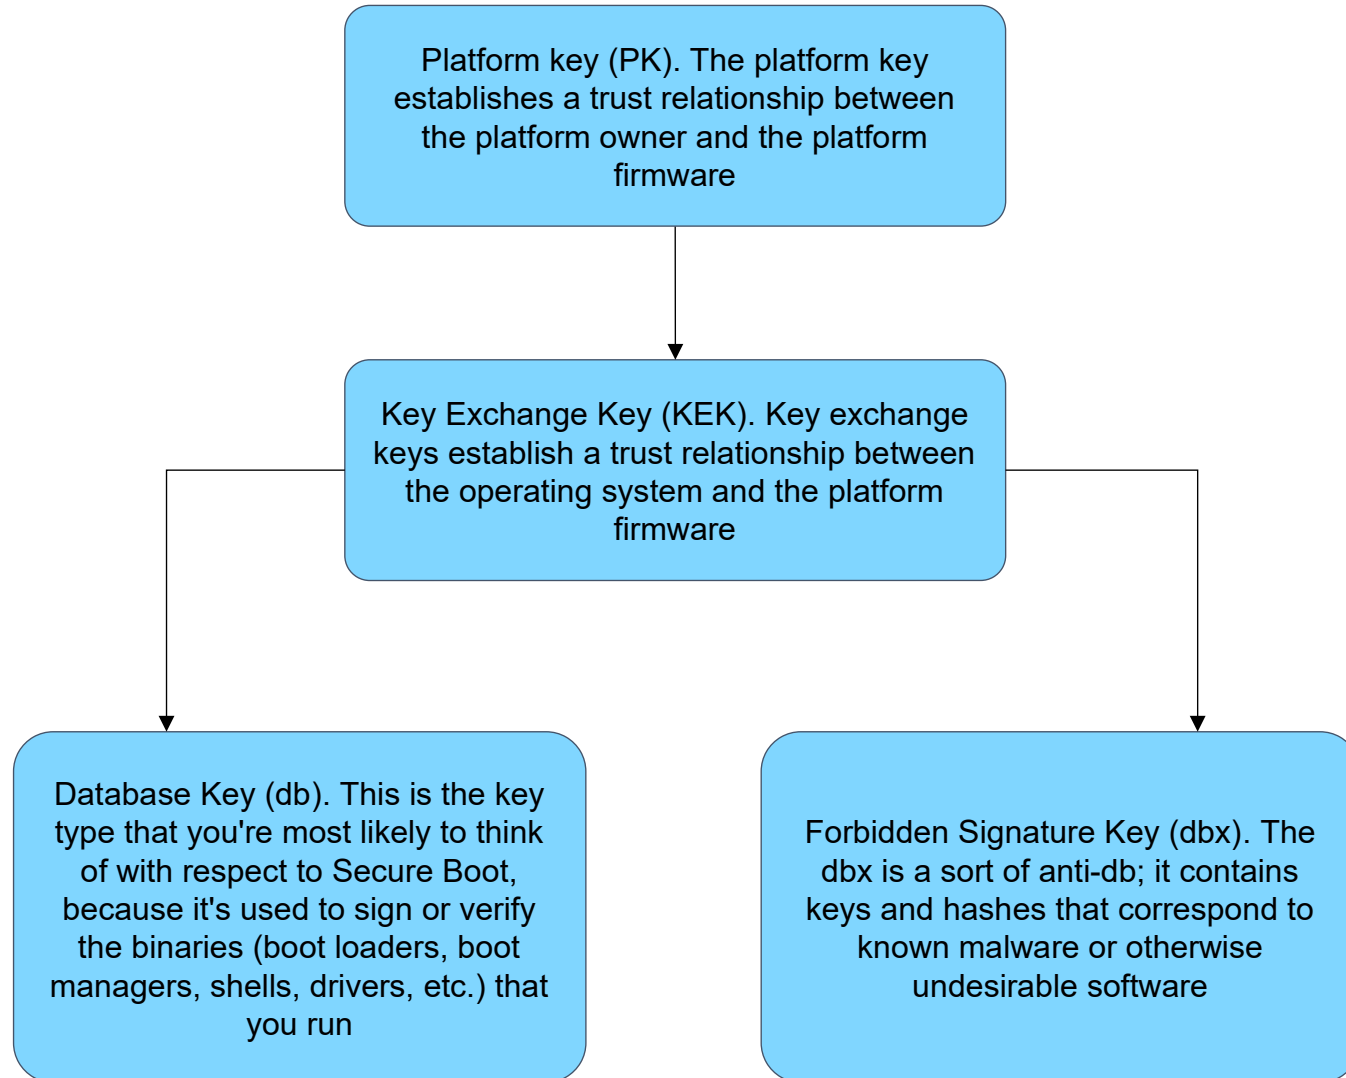 Platform key (PK). The platform key
establishes a trust relationship between
the platform owner and the platform
firmware
Key Exchange Key (KEK). Key exchange
keys establish a trust relationship between
the operating system and the platform
firmware
Database Key (db). This is the key
type that you're most likely to think
of with respect to Secure Boot,
because it's used to sign or verify
the binaries (boot loaders, boot
managers, shells, drivers, etc.) that
you run
Forbidden Signature Key (dbx). The
dbx is a sort of anti-db; it contains
keys and hashes that correspond to
known malware or otherwise
undesirable software